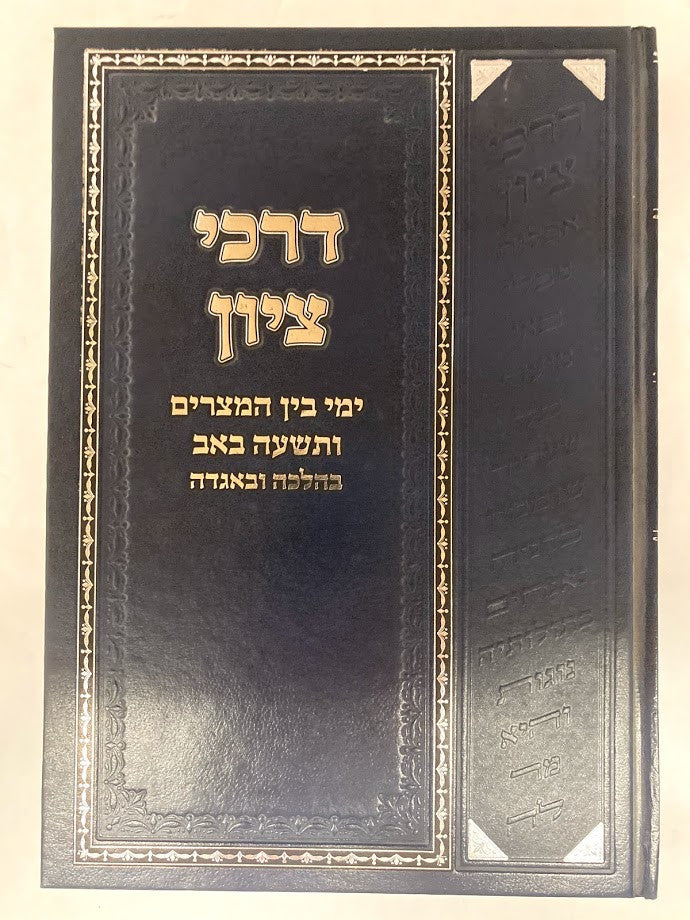 דרכי
ציון
ימי בין המצרים
ותשעה באב
בהלכה ובאגדה
דרכי
ציון
אבלות
מבלי
באי
מועד
כל
שעריה
שוממין
כהניה
נאנחים
בתולותיה
נוגות
והיא
מר
לה